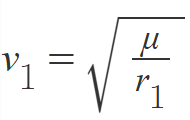 v₁ = √(μ/r₁)